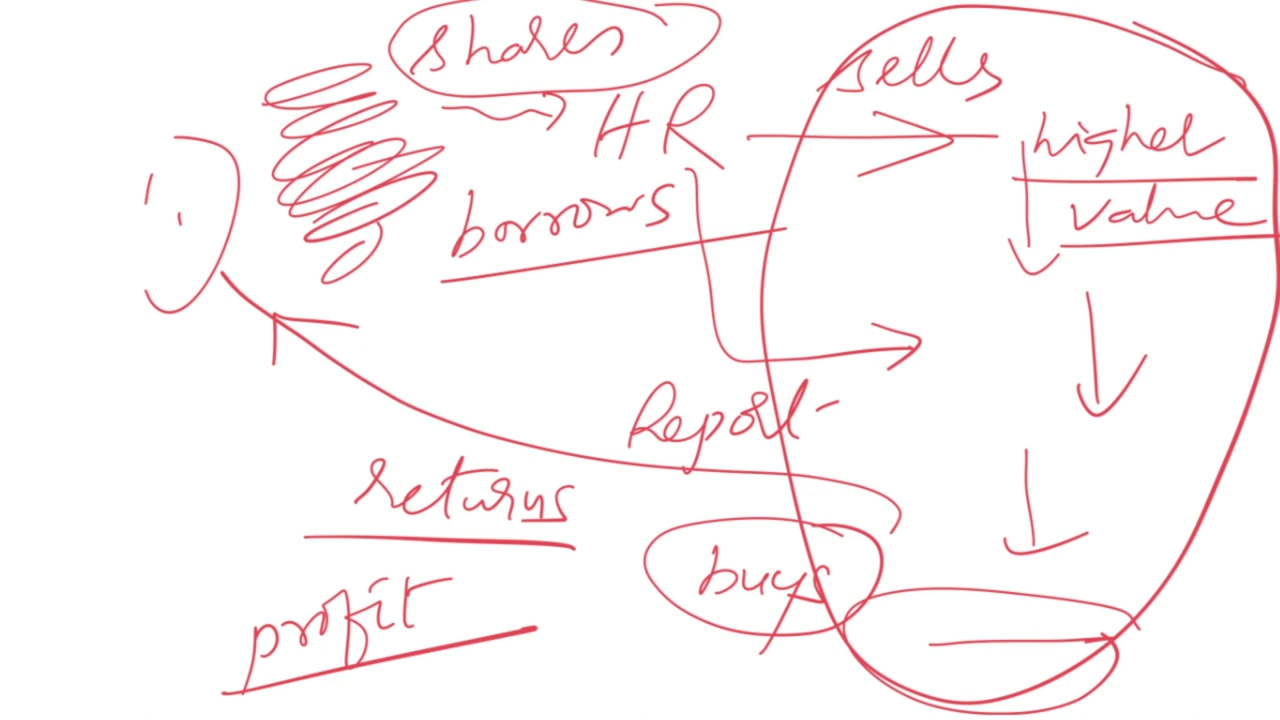 shares
sells
HR
higher
borrows
value
Report
returns
buys
profit